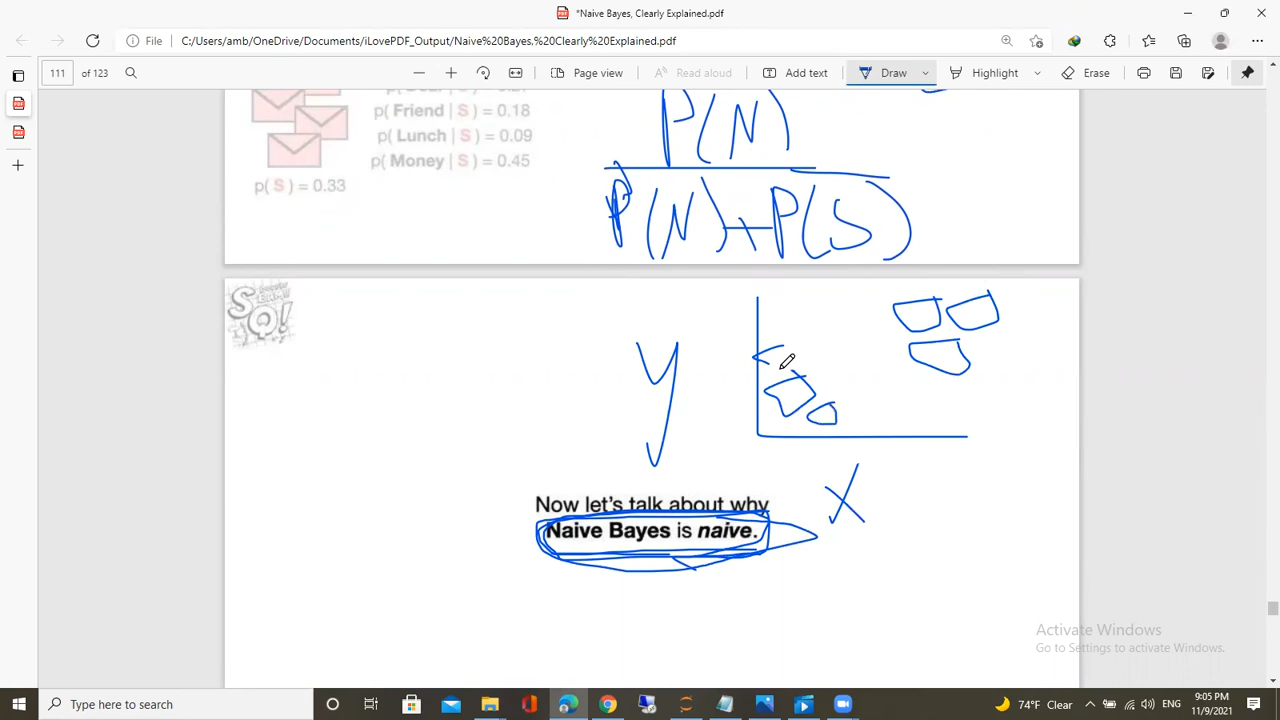 *Naive Bayes, Clearly Explained.pdf
File C:/Users/amb/OneDrive/Documents/iLovePDF_Output/Naive%20Bayes,%20Clearly%20Explained.pdf
111 of 123 Page view Read aloud Add text Draw Highlight Erase
p( Friend | S ) = 0.18
p( Lunch | S ) = 0.09
p( Money | S ) = 0.45
p( S ) = 0.33
P(N)
P(N)+P(S)
y
X
Now let's talk about why
Naive Bayes is naive.
Activate Windows
Go to Settings to activate Windows.
Type here to search
74°F Clear ENG 9:05 PM
11/9/2021